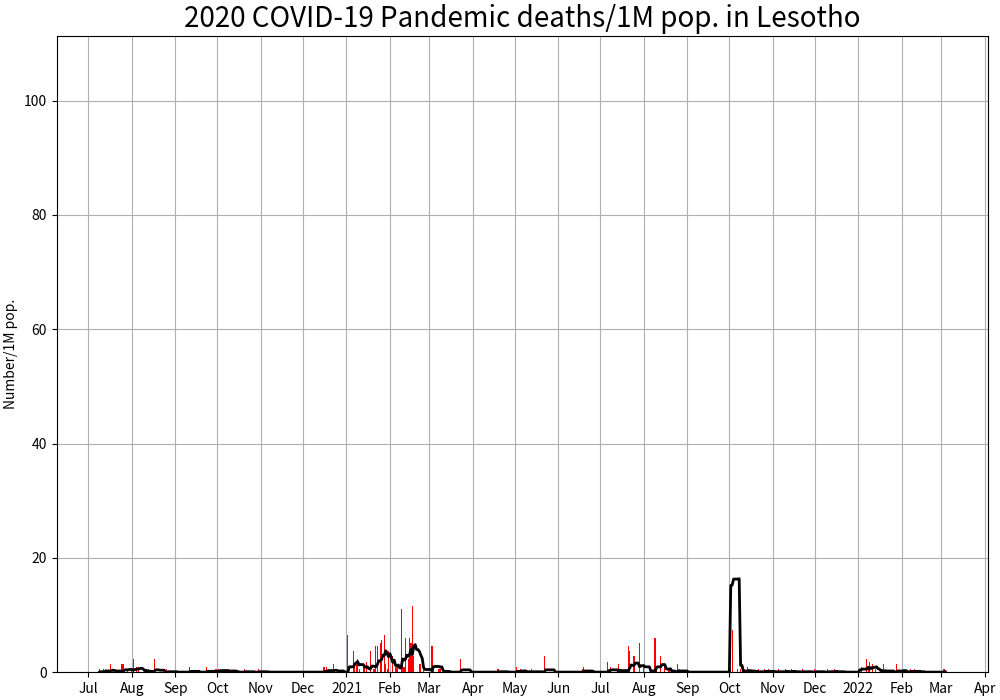 2020 COVID-19 Pandemic deaths/1M pop. in Lesotho
Number/1M pop.
100
80
60
40
20
0
Jul Aug Sep Oct Nov Dec 2021 Feb Mar Apr May Jun Jul Aug Sep Oct Nov Dec 2022 Feb Mar Apr